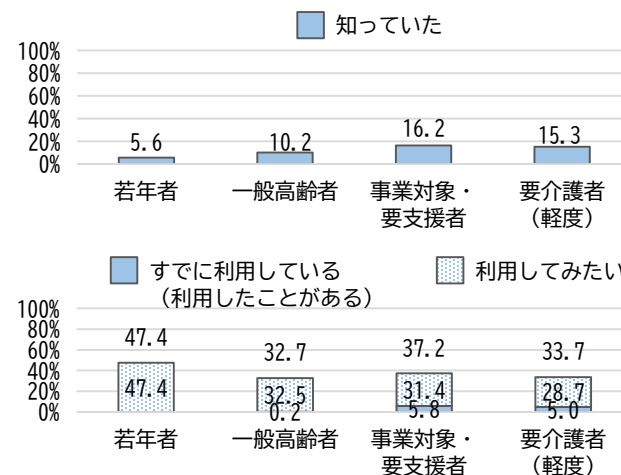 知っていた
100%
80%
60%
40%
20%
0%
5.6
10.2
16.2
15.3
若年者
一般高齢者
事業対象・
要支援者
要介護者
（軽度）
すでに利用している
（利用したことがある）
利用してみたい
100%
80%
60%
40%
20%
0%
47.4
32.7
37.2
33.7
47.4
32.5
31.4
28.7
0.2
5.8
5.0
若年者
一般高齢者
事業対象・
要支援者
要介護者
（軽度）